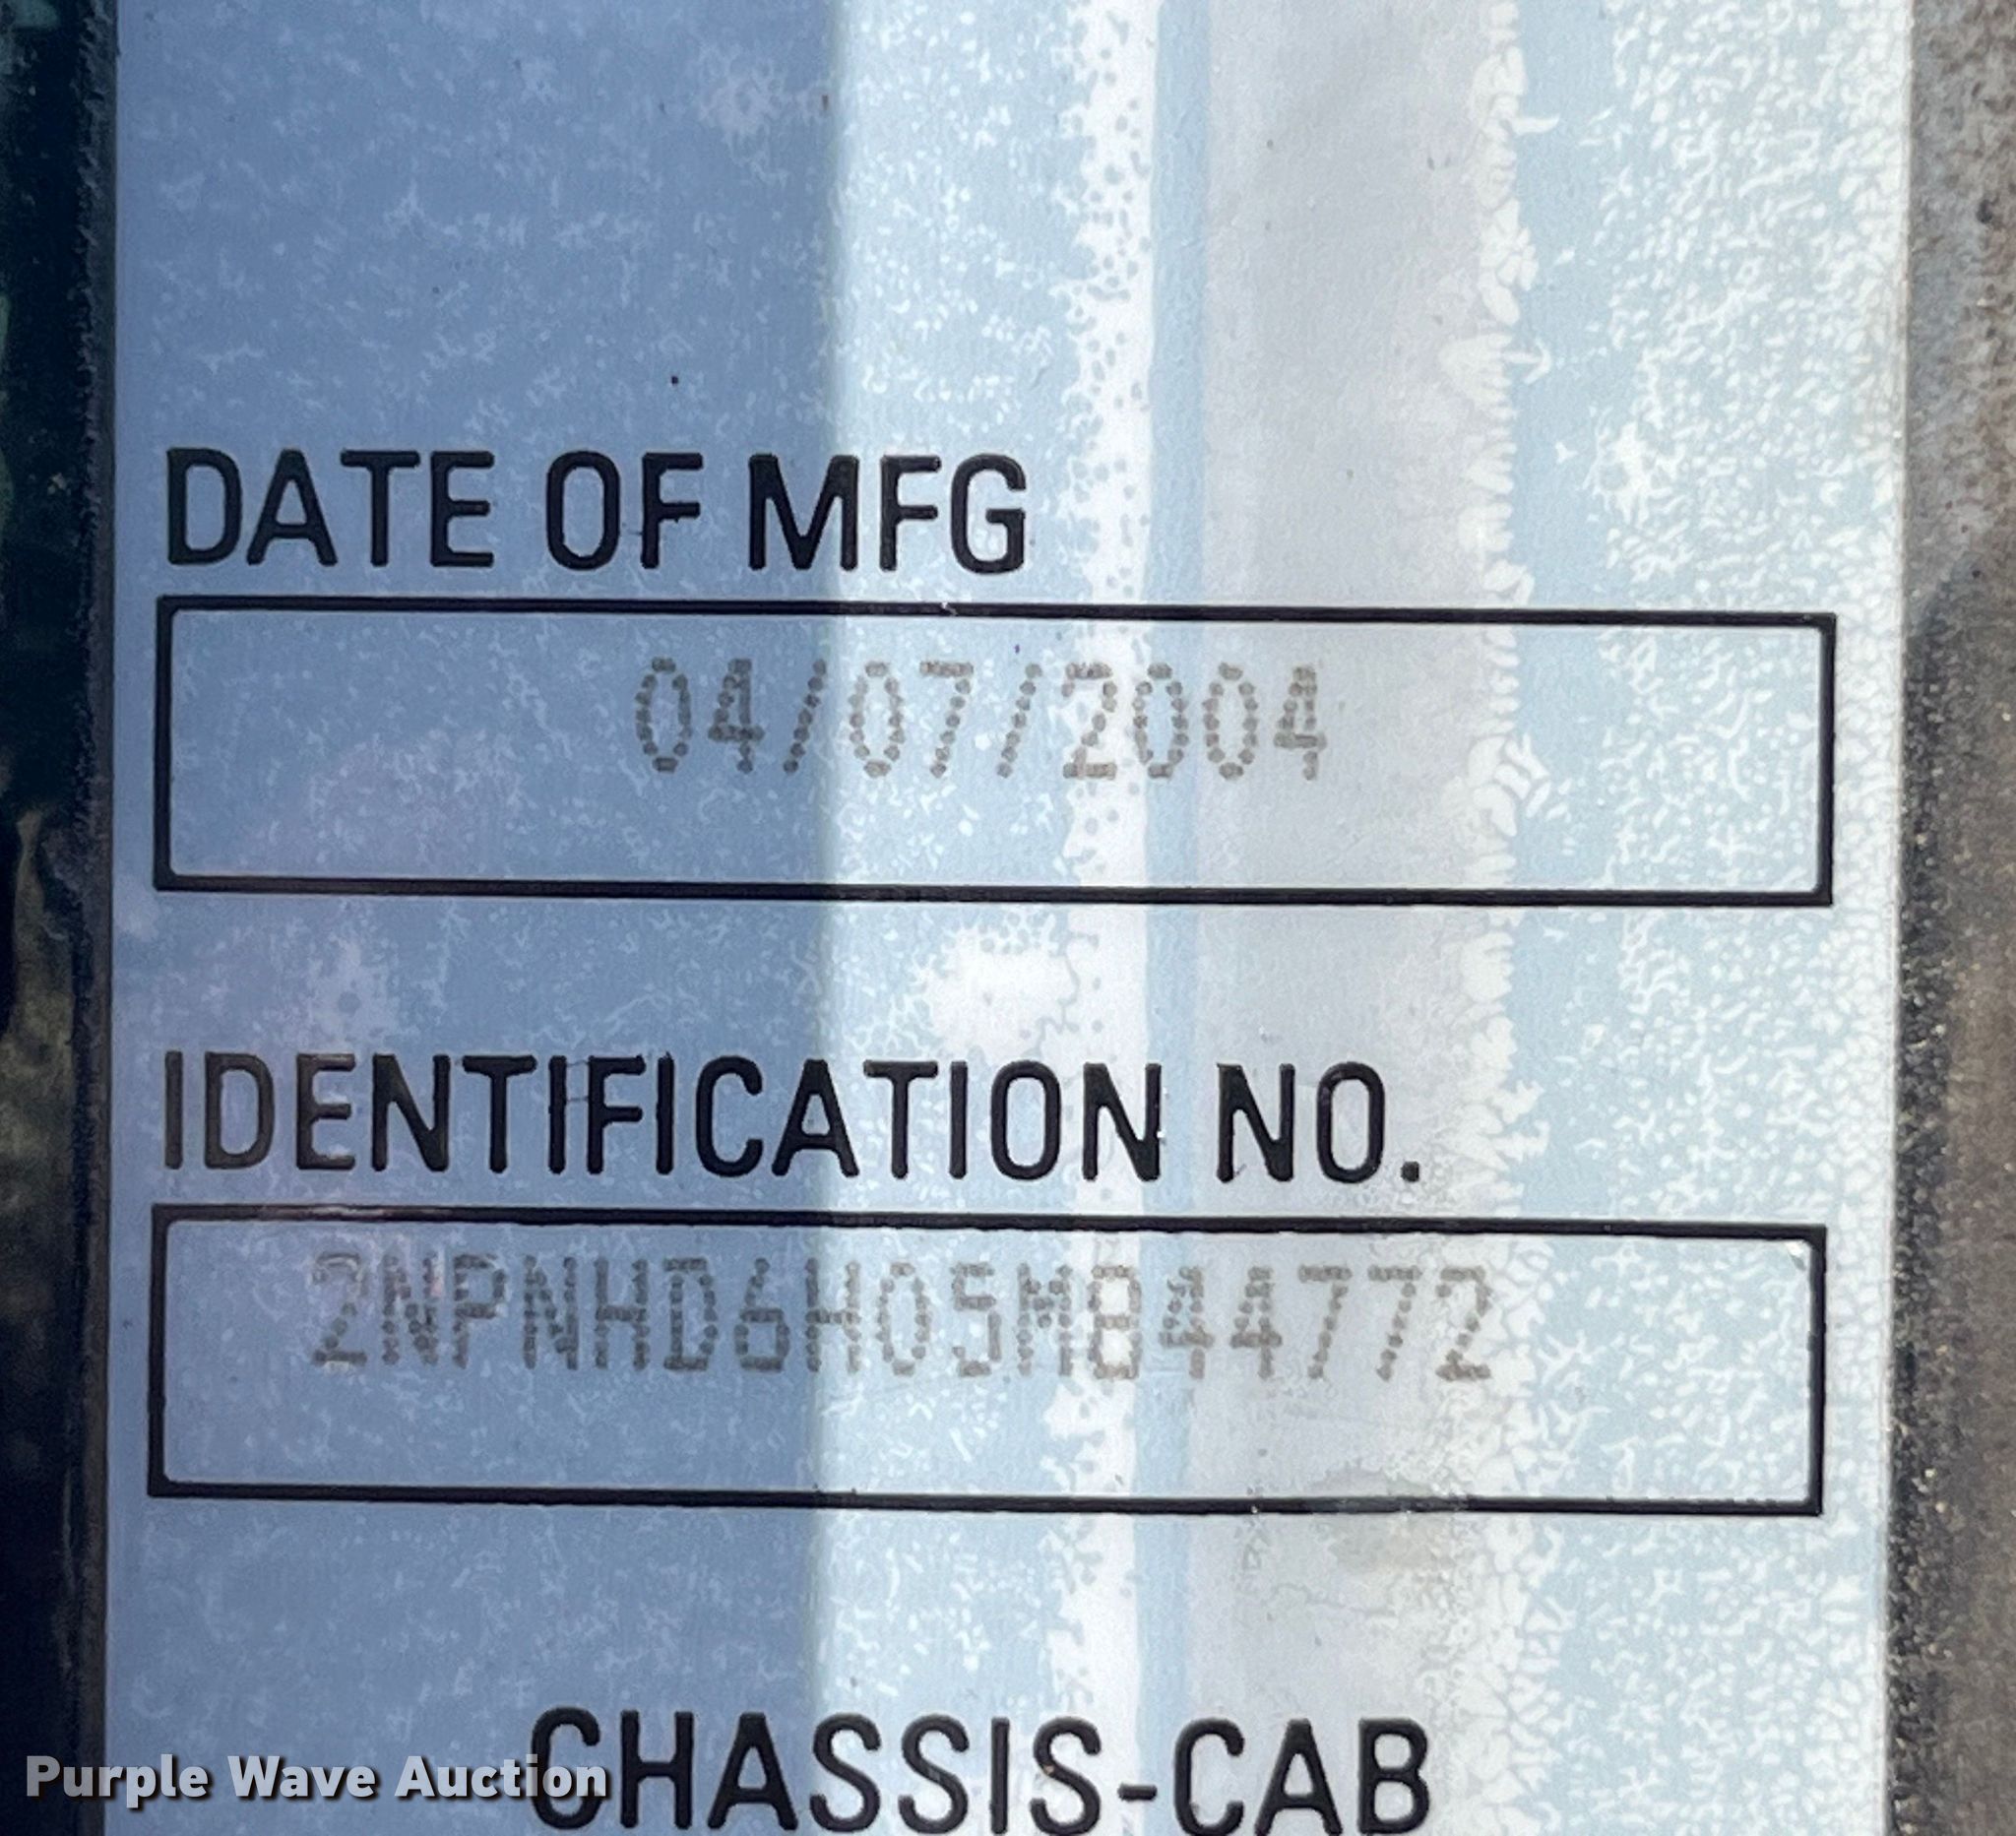 DATE OF MFG
04/07/2004
IDENTIFICATION NO.
2NPNHD6H05M844772
CHASSIS-CAB
Purple Wave Auction